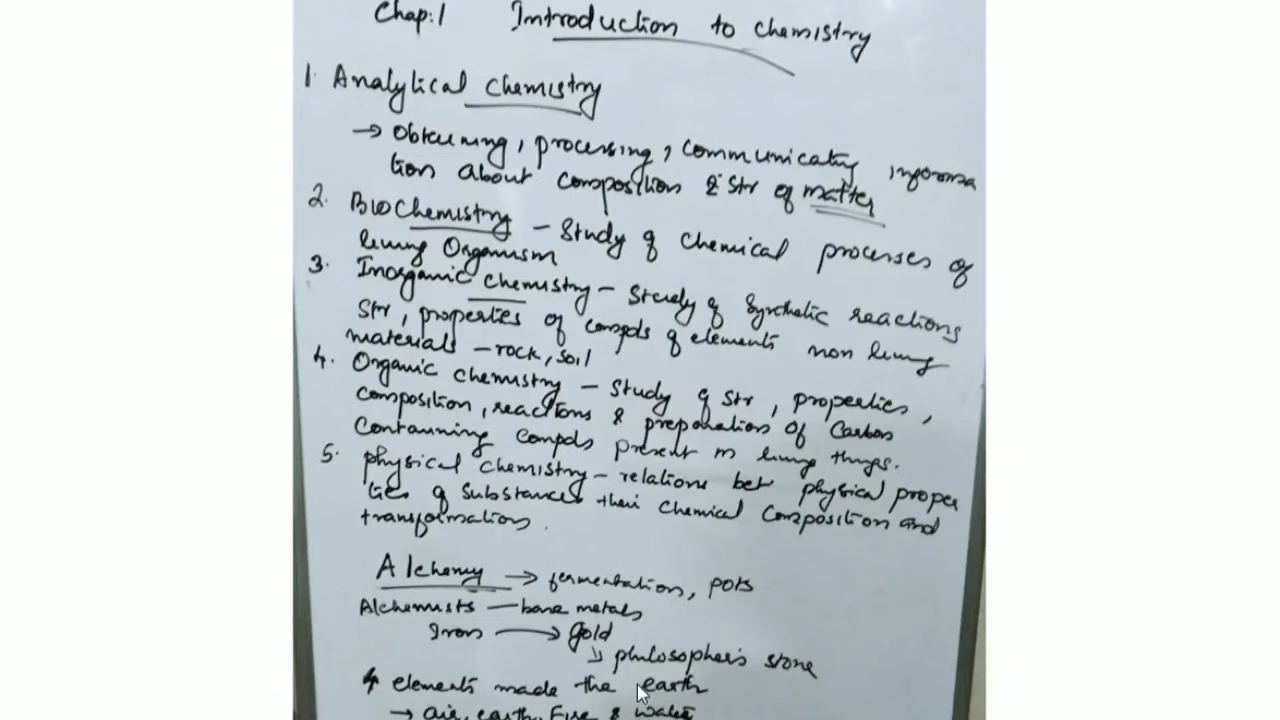 Chap:1 Introduction to chemistry
1. Analytical chemistry
→ Obtaining, processing, communicating informa
tion about composition & str of matter
2. Biochemistry - Study of chemical processes of
living Organism
3. Inorganic chemistry - Study of synthetic reactions
str, properties of compds of elements non living
materials - rock, soil
4. Organic chemistry - Study of str, properties,
composition, reactions & preparation of Carbon
Containing compds present in living things.
5. physical chemistry - relations bet physical proper
ties of substances their chemical composition and
transformations.
Alchemy → fermentation, pots
Alchemists - base metals
Iron → gold
↘ philosopher's stone
4 elements made the earth
→ air, earth, Fire & water